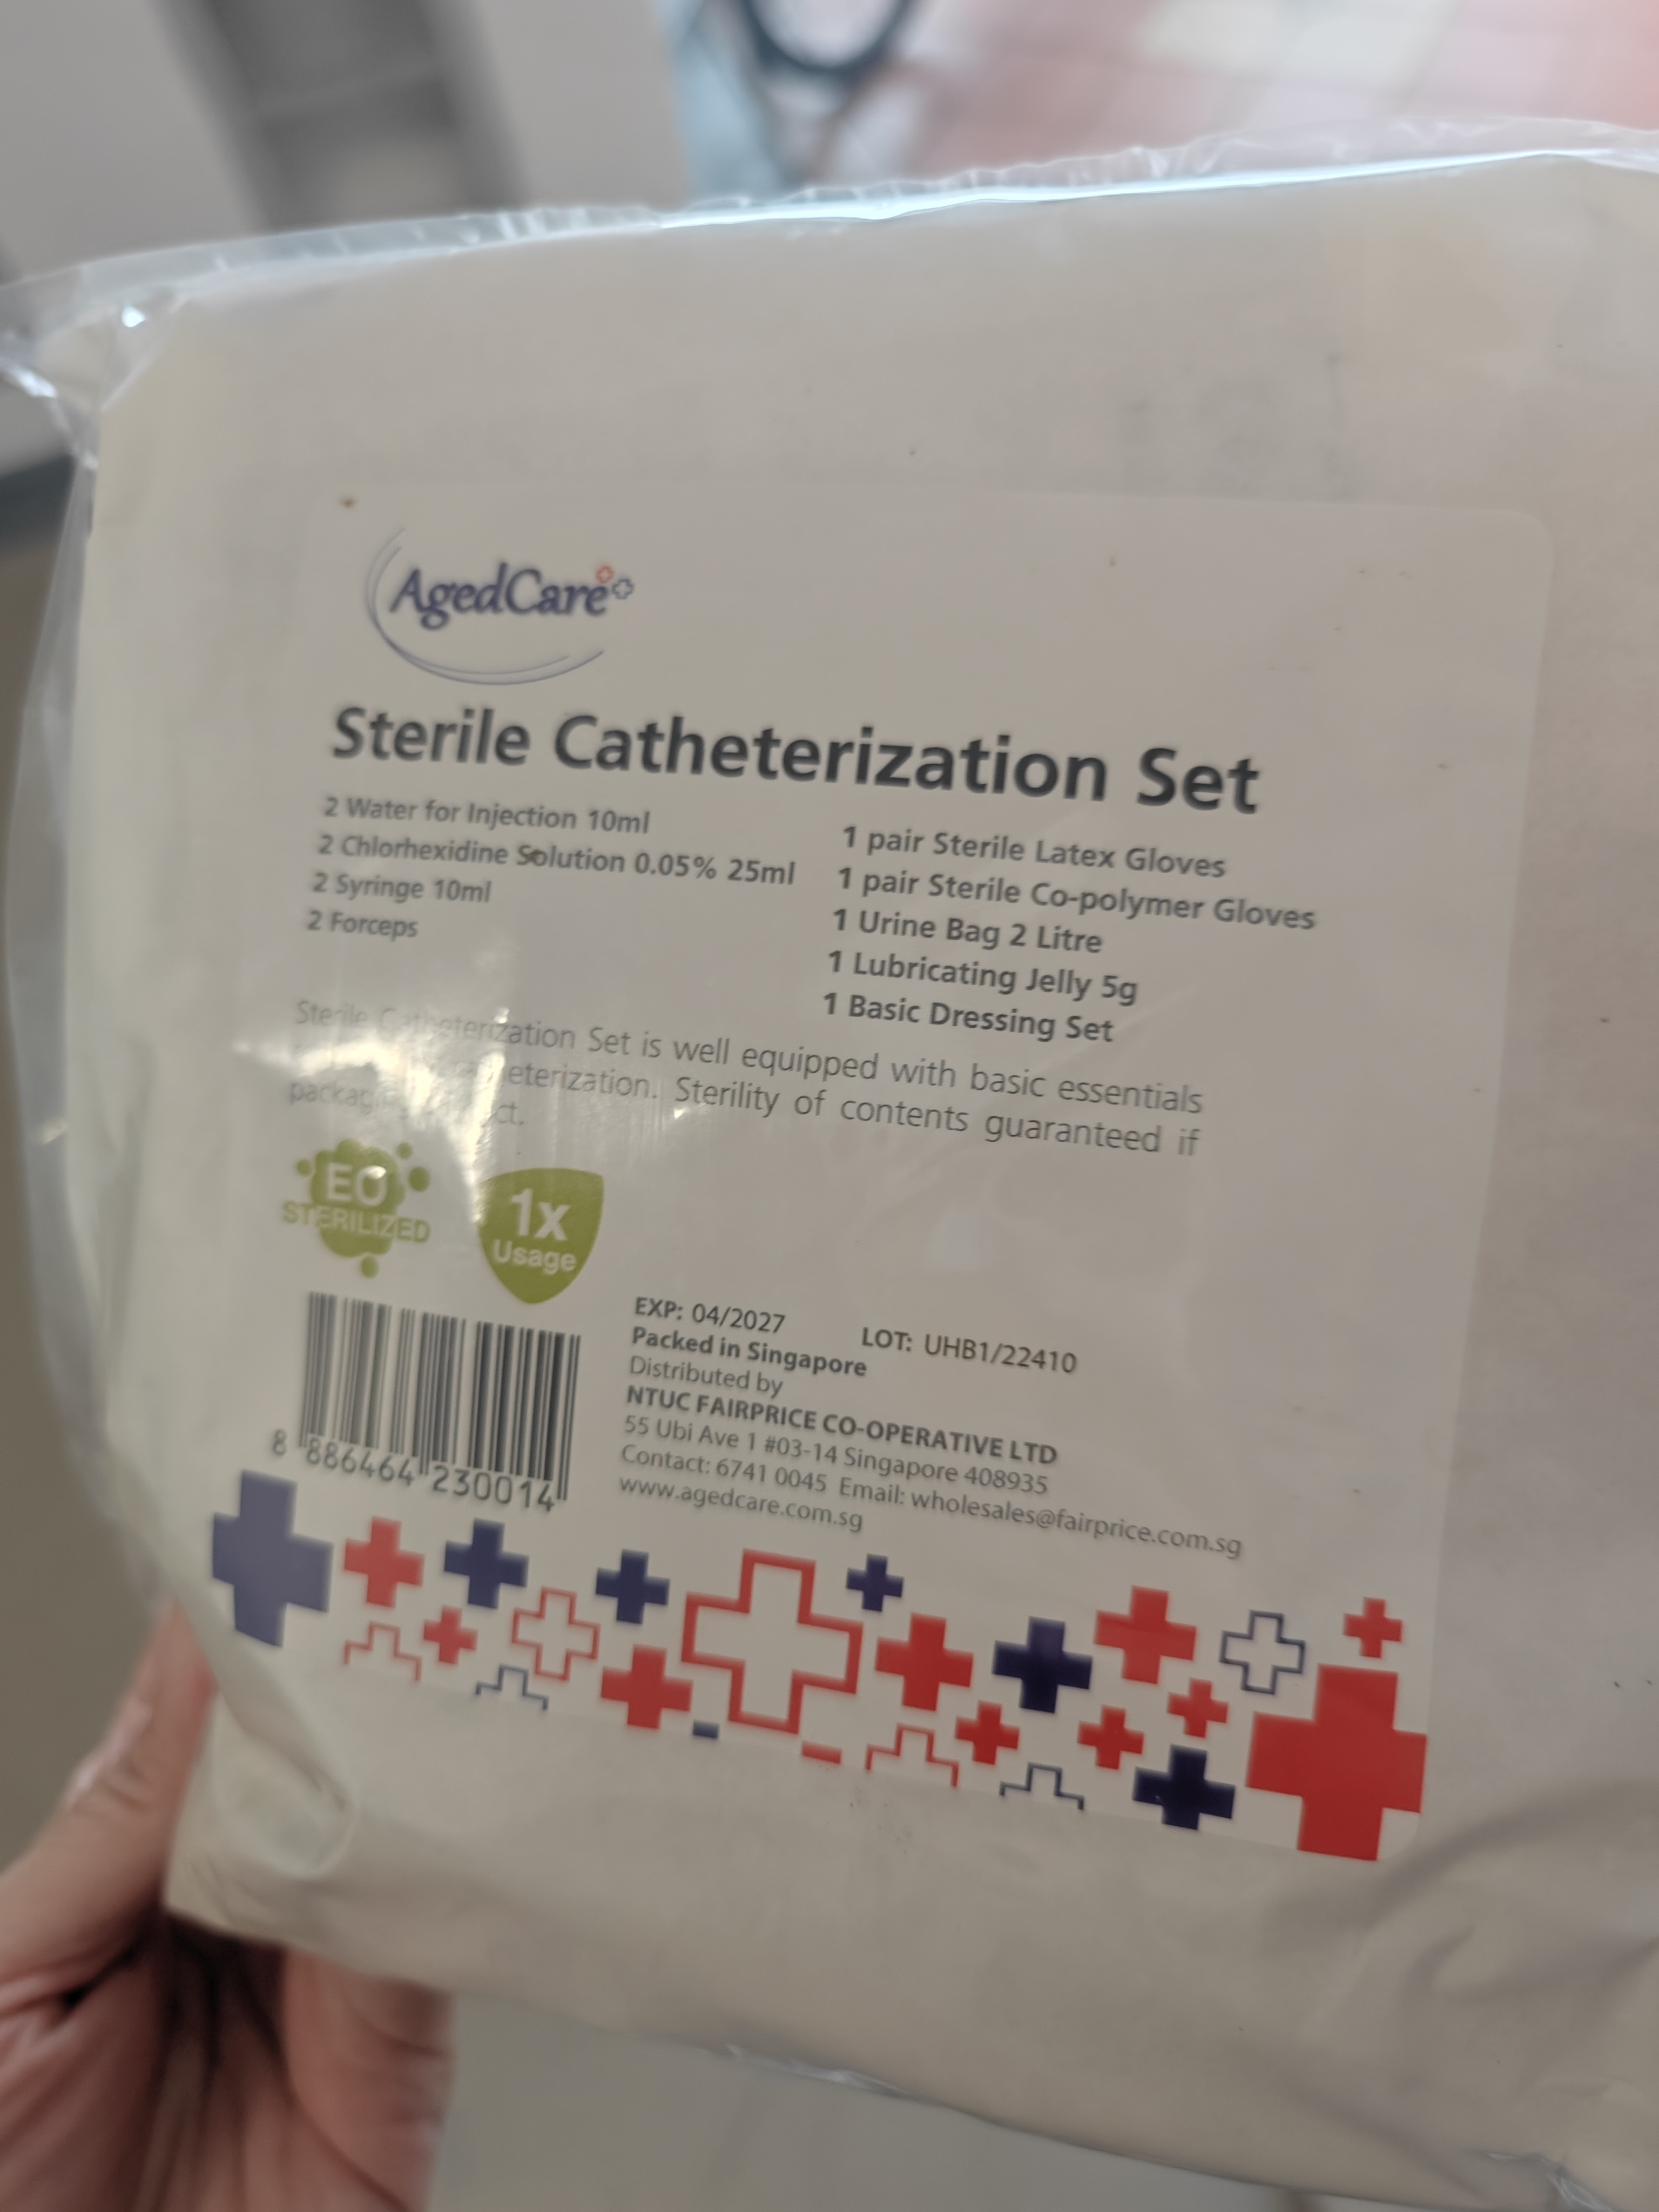 AgedCare
Sterile Catheterization Set
2 Water for Injection 10ml
2 Chlorhexidine Solution 0.05% 25ml
2 Syringe 10ml
2 Forceps
1 pair Sterile Latex Gloves
1 pair Sterile Co-polymer Gloves
1 Urine Bag 2 Litre
1 Lubricating Jelly 5g
1 Basic Dressing Set
Sterile Catheterization Set is well equipped with basic essentials
catheterization. Sterility of contents guaranteed if
EO
STERILIZED
1x
Usage
EXP: 04/2027 LOT: UHB1/22410
Packed in Singapore
Distributed by
NTUC FAIRPRICE CO-OPERATIVE LTD
55 Ubi Ave 1 #03-14 Singapore 408935
Contact: 6741 0045 Email: wholesales@fairprice.com.sg
www.agedcare.com.sg
8 886464 230014